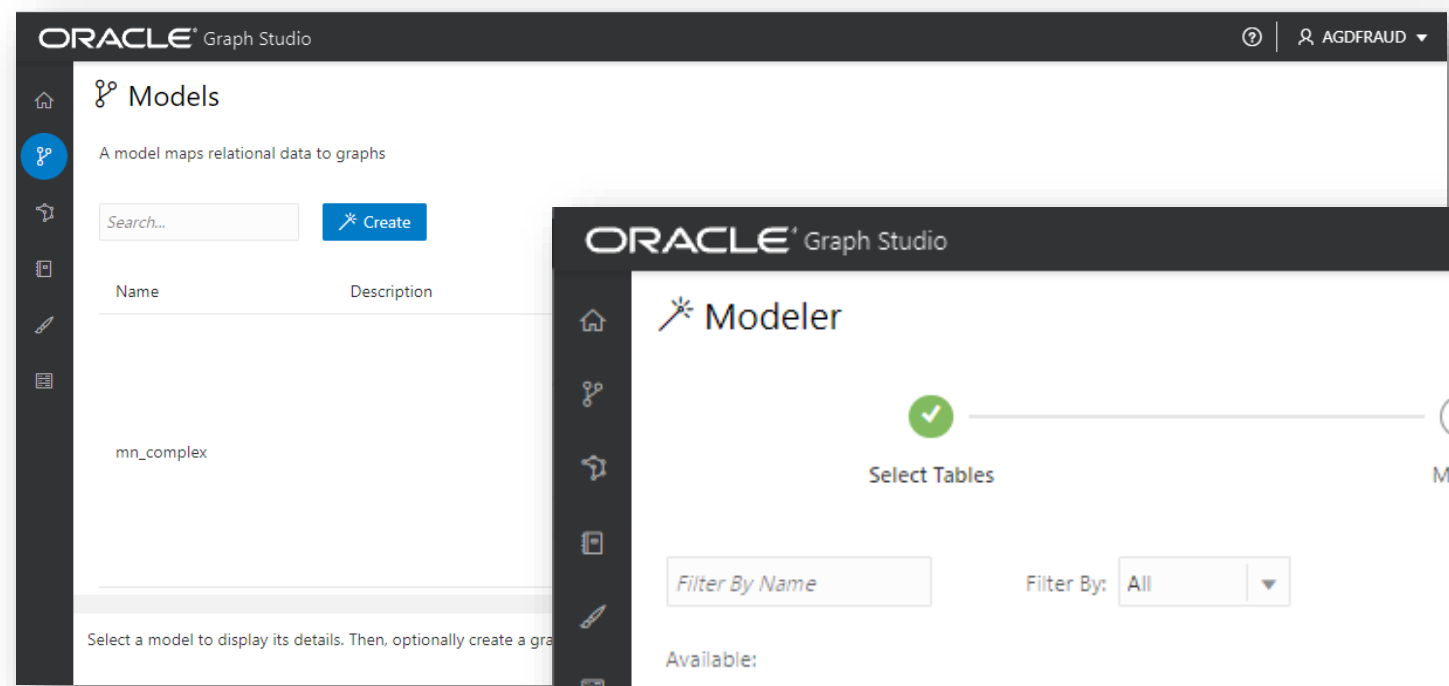 ORACLE Graph Studio
AGDFRAUD
Models
A model maps relational data to graphs
Search...
Create
Name Description
mn_complex
Select a model to display its details. Then, optionally create a gra
ORACLE Graph Studio
Modeler
Select Tables
M
Filter By Name
Filter By: All
Available: